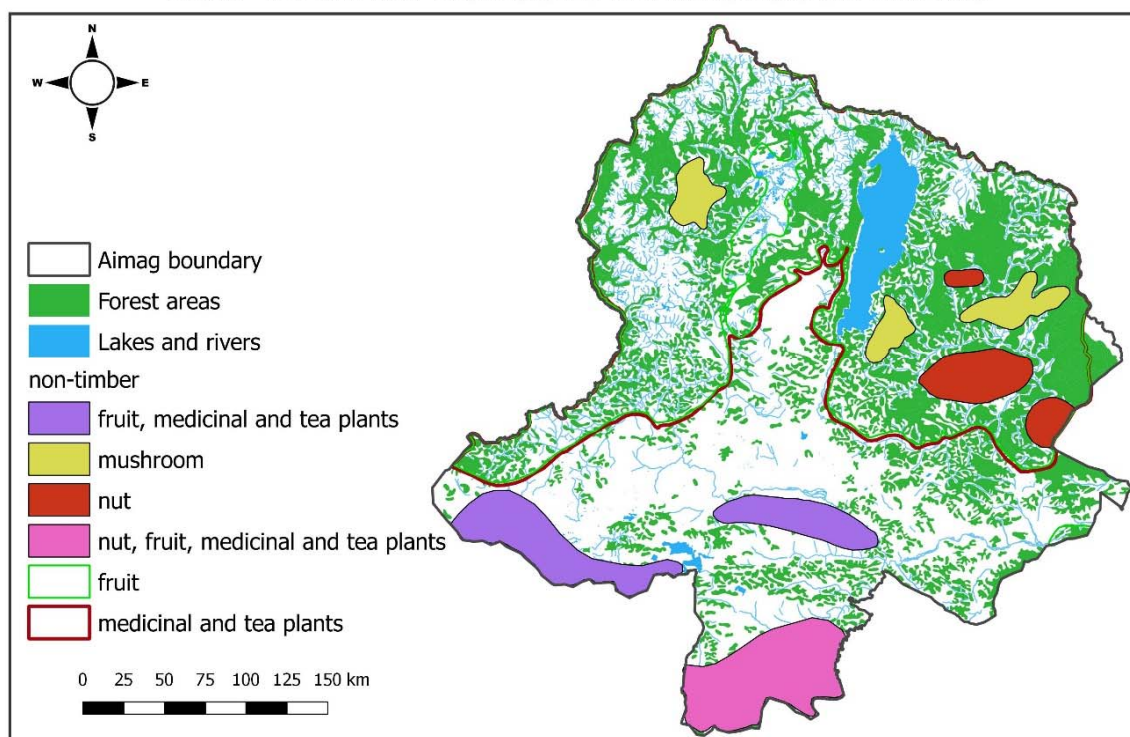 N
W E
S
Aimag boundary
Forest areas
Lakes and rivers
non-timber
fruit, medicinal and tea plants
mushroom
nut
nut, fruit, medicinal and tea plants
fruit
medicinal and tea plants
0 25 50 75 100 125 150 km